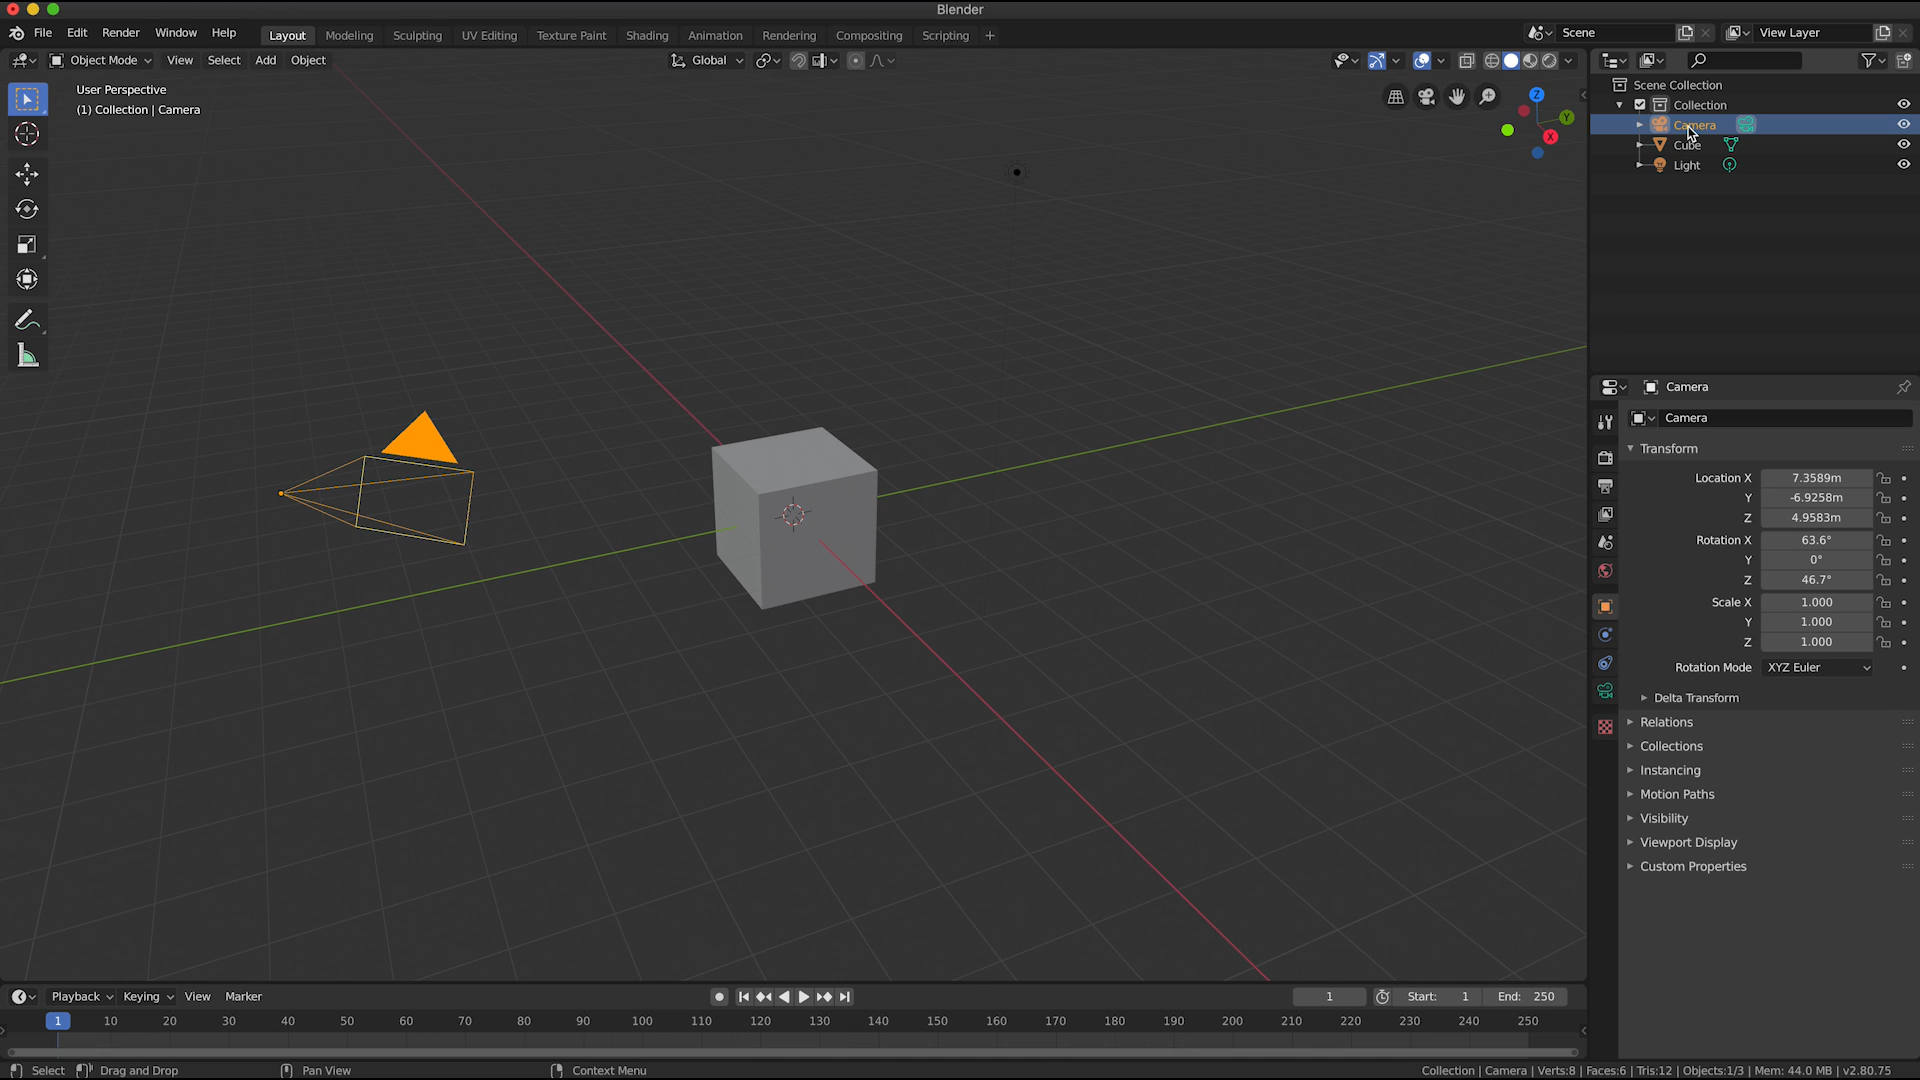 Blender
File Edit Render Window Help Layout Modeling Sculpting UV Editing Texture Paint Shading Animation Rendering Compositing Scripting + Scene View Layer
Object Mode View Select Add Object Global
User Perspective
(1) Collection | Camera
Z
Y
X
Scene Collection
Collection
Camera
Cube
Light
Camera
Camera
Transform
Location X 7.3589m
Y -6.9258m
Z 4.9583m
Rotation X 63.6°
Y 0°
Z 46.7°
Scale X 1.000
Y 1.000
Z 1.000
Rotation Mode XYZ Euler
Delta Transform
Relations
Collections
Instancing
Motion Paths
Visibility
Viewport Display
Custom Properties
Playback Keying View Marker 1 Start: 1 End: 250
1 10 20 30 40 50 60 70 80 90 100 110 120 130 140 150 160 170 180 190 200 210 220 230 240 250
Select Drag and Drop Pan View Context Menu Collection | Camera | Verts:8 | Faces:6 | Tris:12 | Objects:1/3 | Mem: 44.0 MB | v2.80.75